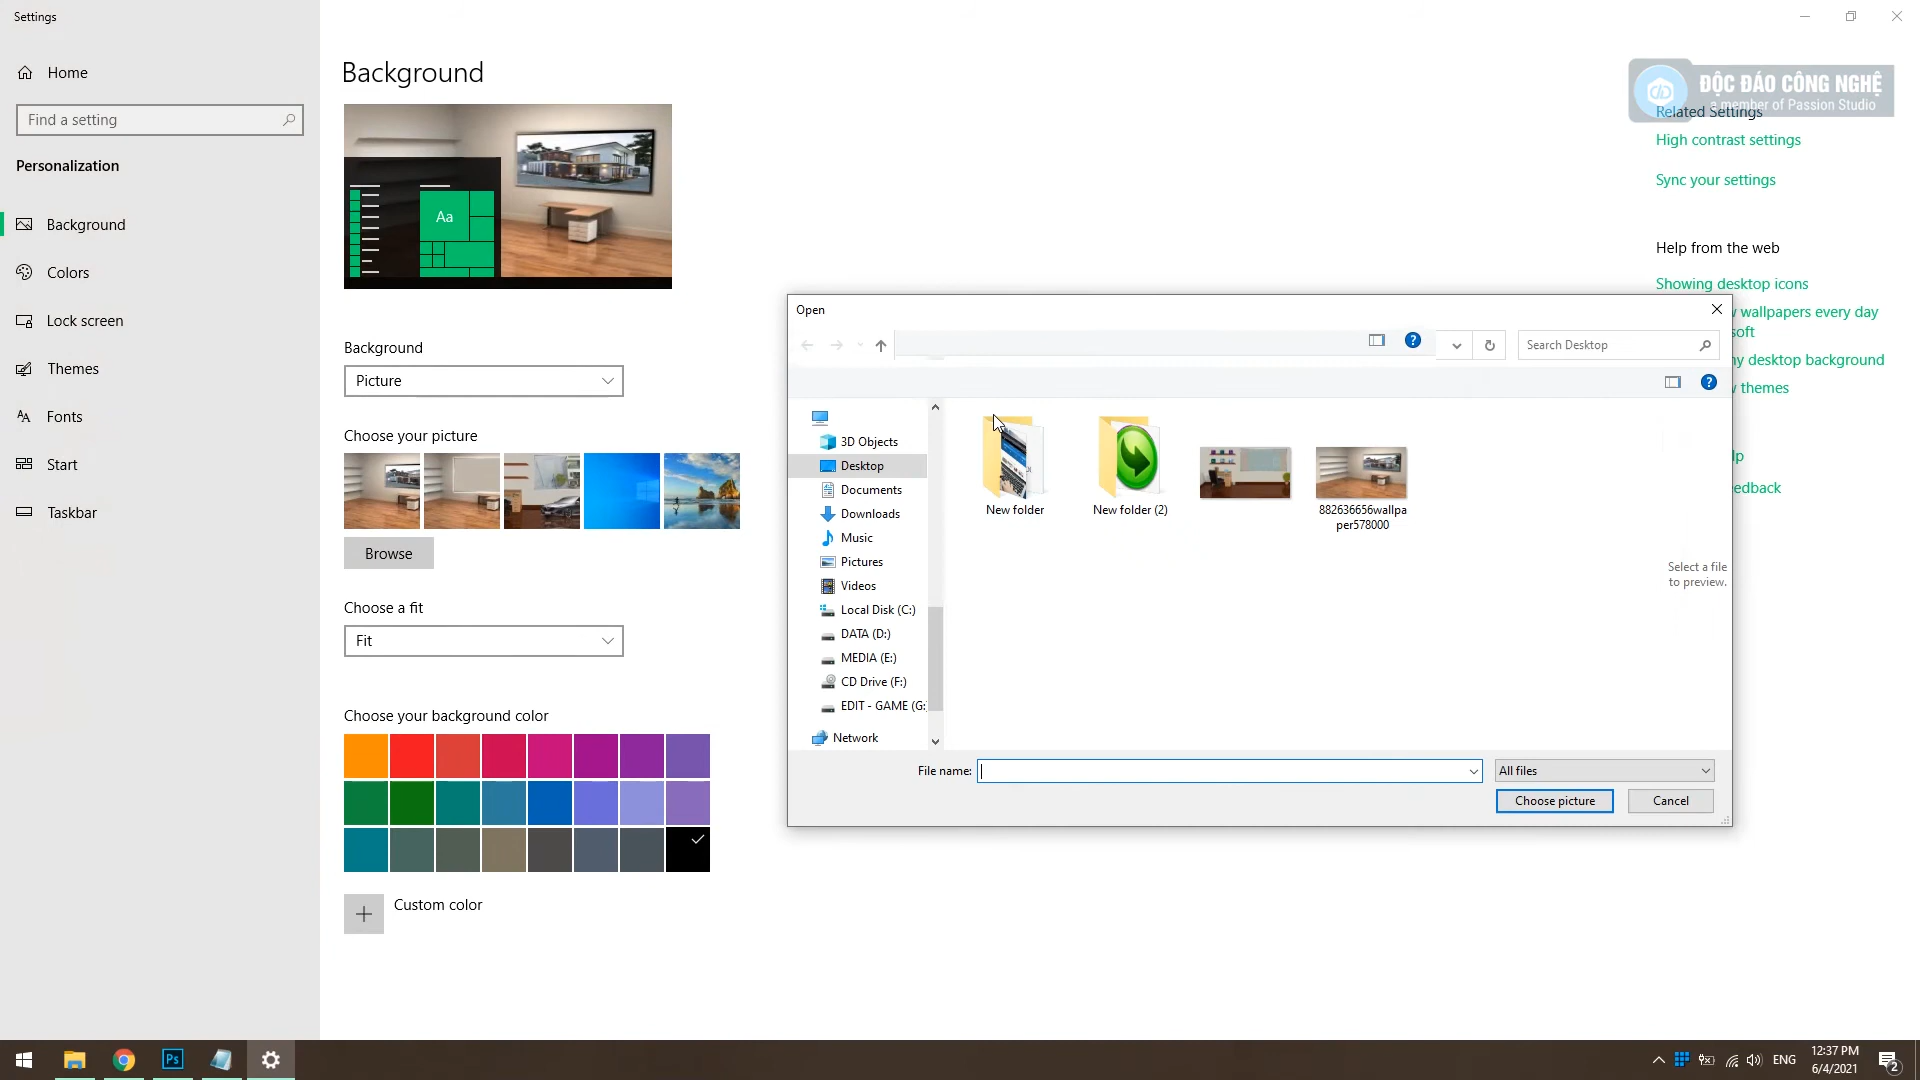 Settings
Home
Find a setting
Personalization
Background
Colors
Lock screen
Themes
Fonts
Start
Taskbar
Background
Aa
Background
Picture
Choose your picture
Browse
Choose a fit
Fit
Choose your background color
Custom color
ĐỘC ĐÁO CÔNG NGHỆ
a member of Passion Studio
Related Settings
High contrast settings
Sync your settings
Help from the web
Showing desktop icons
wallpapers every day
soft
my desktop background
themes
lp
edback
Open
Search Desktop
3D Objects
Desktop
Documents
Downloads
Music
Pictures
Videos
Local Disk (C:)
DATA (D:)
MEDIA (E:)
CD Drive (F:)
EDIT - GAME (G:
Network
New folder
New folder (2)
882636656wallpa
per578000
Select a file
to preview.
File name:
All files
Choose picture
Cancel
Ps
ENG
12:37 PM
6/4/2021
2